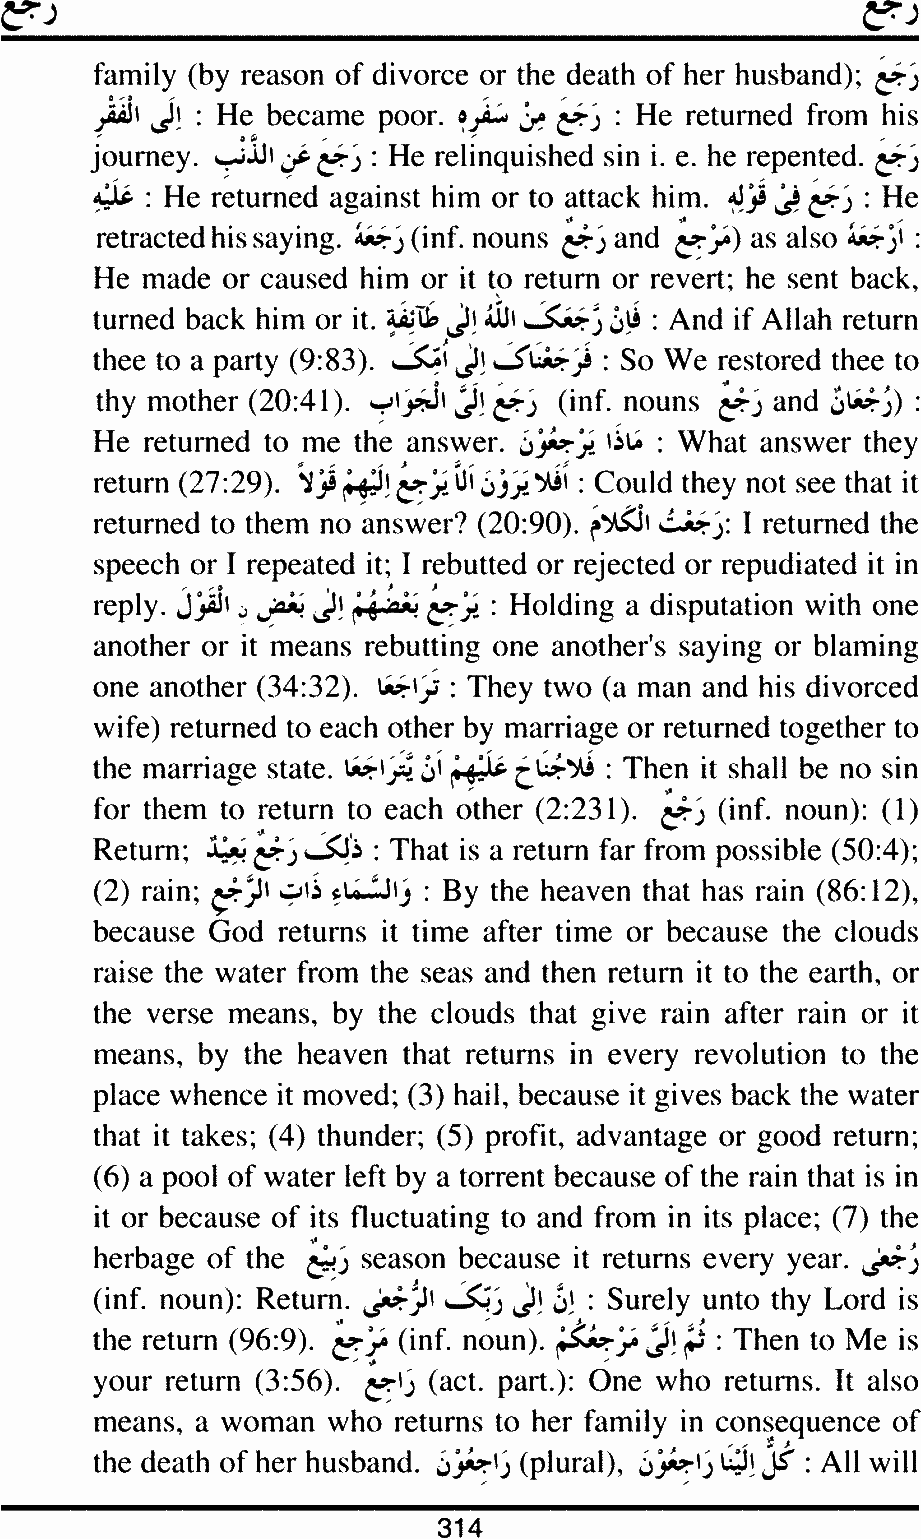 رجع رجع
family (by reason of divorce or the death of her husband); رَجَعَ
اِلَى الْفَقْرِ : He became poor. رَجَعَ مِنْ سَفَرِهٖ : He returned from his
journey. رَجَعَ عَنِ الذَّنْبِ : He relinquished sin i. e. he repented. رَجَعَ
عَلَيْهِ : He returned against him or to attack him. رَجَعَ فِىْ قَوْلِهٖ : He
retracted his saying. رَجَعَهُ (inf. nouns رَجْعٌ and مَرْجِعٌ) as also اَرْجَعَهُ :
He made or caused him or it to return or revert; he sent back,
turned back him or it. فَاِنْ رَجَعَكَ اللّٰهُ اِلٰى طَآئِفَةٍ : And if Allah return
thee to a party (9:83). فَرَجَعْنَاكَ اِلٰى اُمِّكَ : So We restored thee to
thy mother (20:41). رَجَعَ اِلَىَّ الْجَوَابِ (inf. nouns رَجْعٌ and رُجْعَانٌ) :
He returned to me the answer. مَاذَا يَرْجِعُوْنَ : What answer they
return (27:29). اَفَلَا يَرَوْنَ اَلَّا يَرْجِعُ اِلَيْهِمْ قَوْلاً : Could they not see that it
returned to them no answer? (20:90). رَجَعْتُ الْكَلَامَ: I returned the
speech or I repeated it; I rebutted or rejected or repudiated it in
reply. يَرْجِعُ بَعْضُهُمْ اِلٰى بَعْضِ نِ الْقَوْلَ : Holding a disputation with one
another or it means rebutting one another's saying or blaming
one another (34:32). تَرَاجَعَا : They two (a man and his divorced
wife) returned to each other by marriage or returned together to
the marriage state. فَلَاجُنَاحَ عَلَيْهِمْ اَنْ يَّتَرَاجَعَا : Then it shall be no sin
for them to return to each other (2:231). رَجْعٌ (inf. noun): (1)
Return; ذٰلِكَ رَجْعٌ بَعِيْدٌ : That is a return far from possible (50:4);
(2) rain; وَالسَّمَاءِ ذَاتِ الرَّجْعِ : By the heaven that has rain (86:12),
because God returns it time after time or because the clouds
raise the water from the seas and then return it to the earth, or
the verse means, by the clouds that give rain after rain or it
means, by the heaven that returns in every revolution to the
place whence it moved; (3) hail, because it gives back the water
that it takes; (4) thunder; (5) profit, advantage or good return;
(6) a pool of water left by a torrent because of the rain that is in
it or because of its fluctuating to and from in its place; (7) the
herbage of the رَبِيْعٌ season because it returns every year. رُجْعٰى
(inf. noun): Return. اِنَّ اِلٰى رَبِّكَ الرُّجْعٰى : Surely unto thy Lord is
the return (96:9). مَرْجِعٌ (inf. noun). ثُمَّ اِلَىَّ مَرْجِعُكُمْ : Then to Me is
your return (3:56). رَاجِعٌ (act. part.): One who returns. It also
means, a woman who returns to her family in consequence of
the death of her husband. رَاجِعُوْنَ (plural), كُلٌّ اِلَيْنَا رَاجِعُوْنَ : All will
314